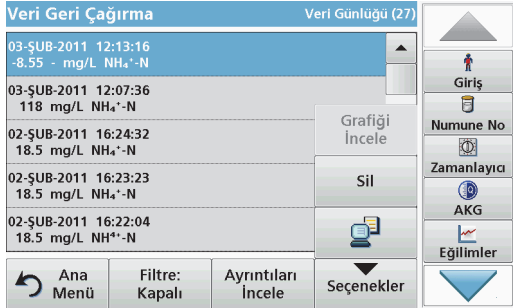 Veri Geri Çağırma
Veri Günlüğü (27)
03-ŞUB-2011 12:13:16
-8.55 - mg/L NH₄⁺-N
03-ŞUB-2011 12:07:36
118 mg/L NH₄⁺-N
02-ŞUB-2011 16:24:32
18.5 mg/L NH₄⁺-N
02-ŞUB-2011 16:23:23
18.5 mg/L NH₄⁺-N
02-ŞUB-2011 16:22:04
18.5 mg/L NH⁴⁺-N
Grafiği
İncele
Sil
Ana
Menü
Filtre:
Kapalı
Ayrıntıları
İncele
Seçenekler
Giriş
Numune No
Zamanlayıcı
AKG
Eğilimler